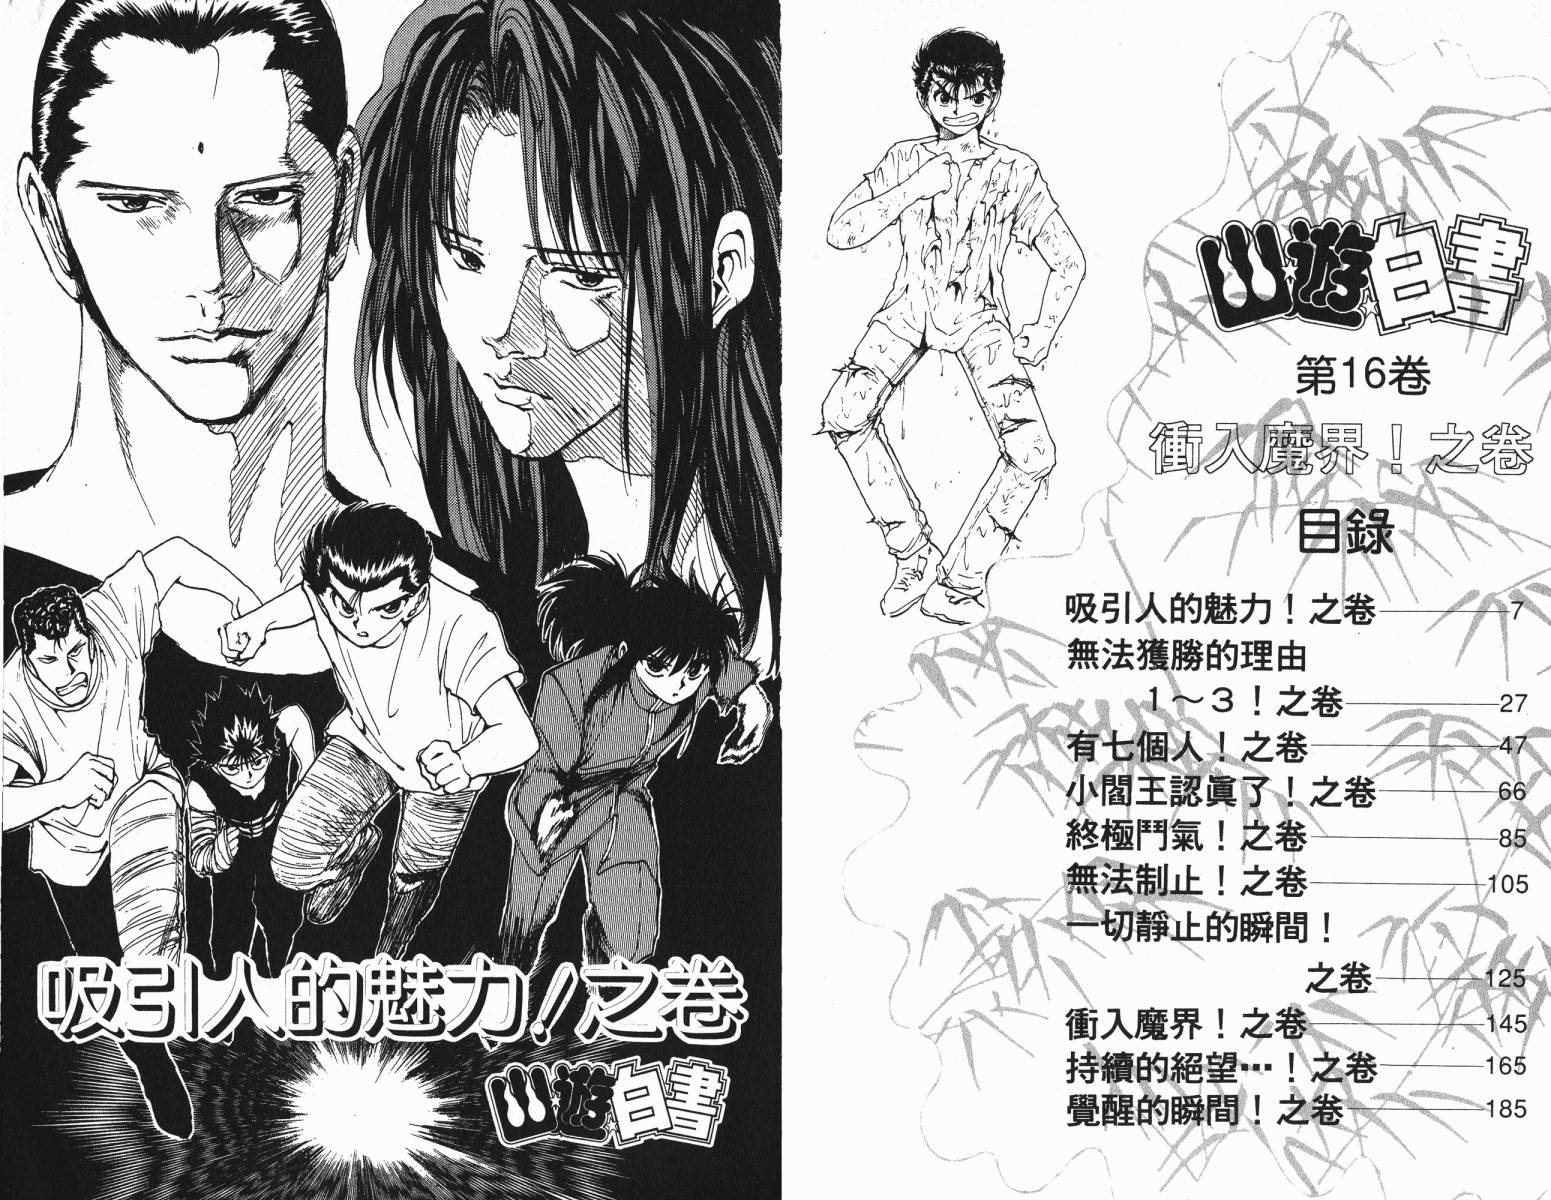 吸引人的魅力!之卷
幽遊白書
幽遊白書
第16卷
衝入魔界!之卷
目錄
吸引人的魅力!之卷 7
無法獲勝的理由
1~3!之卷 27
有七個人!之卷 47
小閻王認眞了!之卷 66
終極鬥氣!之卷 85
無法制止!之卷 105
一切靜止的瞬間!
之卷 125
衝入魔界!之卷 145
持續的絕望…!之卷 165
覺醒的瞬間!之卷 185